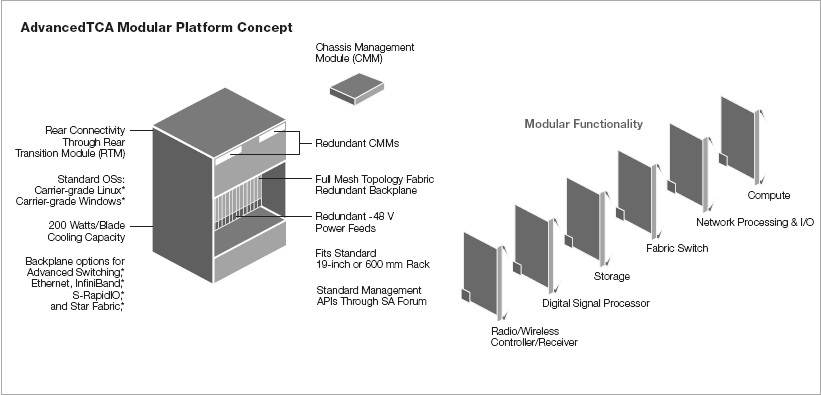 AdvancedTCA Modular Platform Concept
Chassis Management
Module (CMM)
Rear Connectivity
Through Rear
Transition Module (RTM)
Standard OSs:
Carrier-grade Linux*
Carrier-grade Windows*
200 Watts/Blade
Cooling Capacity
Backplane options for
Advanced Switching,*
Ethernet, InfiniBand,*
S-RapidIO,*
and Star Fabric,*
Redundant CMMs
Full Mesh Topology Fabric
Redundant Backplane
Redundant -48 V
Power Feeds
Fits Standard
19-inch or 600 mm Rack
Standard Management
APIs Through SA Forum
Modular Functionality
Compute
Network Processing & I/O
Fabric Switch
Storage
Digital Signal Processor
Radio/Wireless
Controller/Receiver